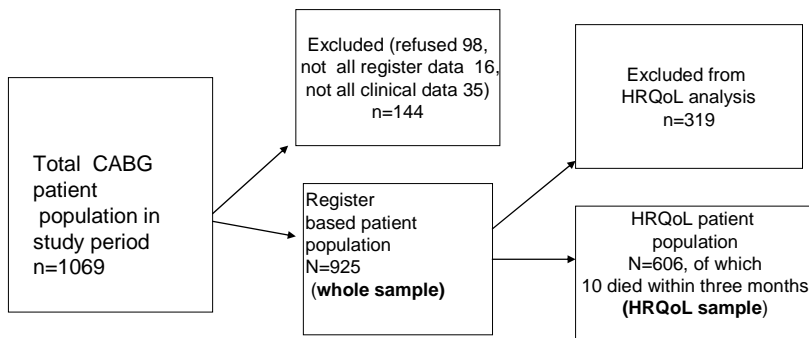 Total CABG
patient
population in
study period
n=1069
Excluded (refused 98,
not all register data 16,
not all clinical data 35)
n=144
Register
based patient
population
N=925
(whole sample)
Excluded from
HRQoL analysis
n=319
HRQoL patient
population
N=606, of which
10 died within three months
(HRQoL sample)